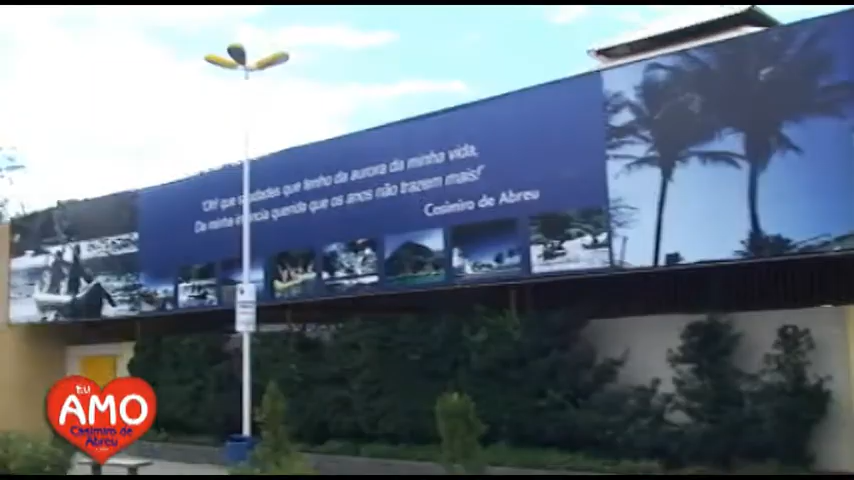 "Oh! que saudades que tenho da aurora da minha vida,
Da minha infância querida que os anos não trazem mais!"
Casimiro de Abreu
Eu
AMO
Casimiro de
Abreu